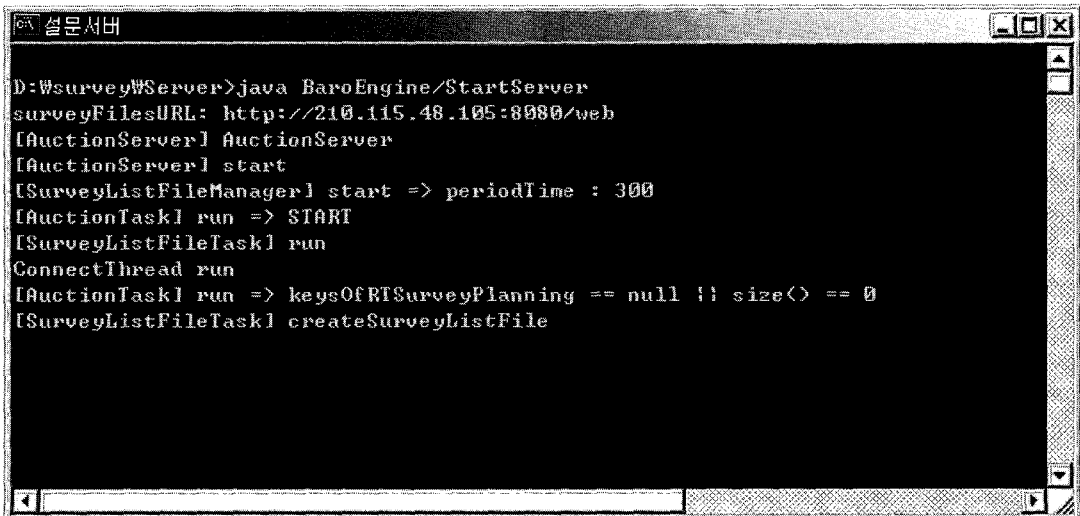 설문서버
D:₩survey₩Server>java BaroEngine/StartServer
surveyFilesURL: http://210.115.48.105:8080/web
[AuctionServer] AuctionServer
[AuctionServer] start
[SurveyListFileManager] start => periodTime : 300
[AuctionTask] run => START
[SurveyListFileTask] run
ConnectThread run
[AuctionTask] run => keysOfRTSurveyPlanning == null || size() == 0
[SurveyListFileTask] createSurveyListFile